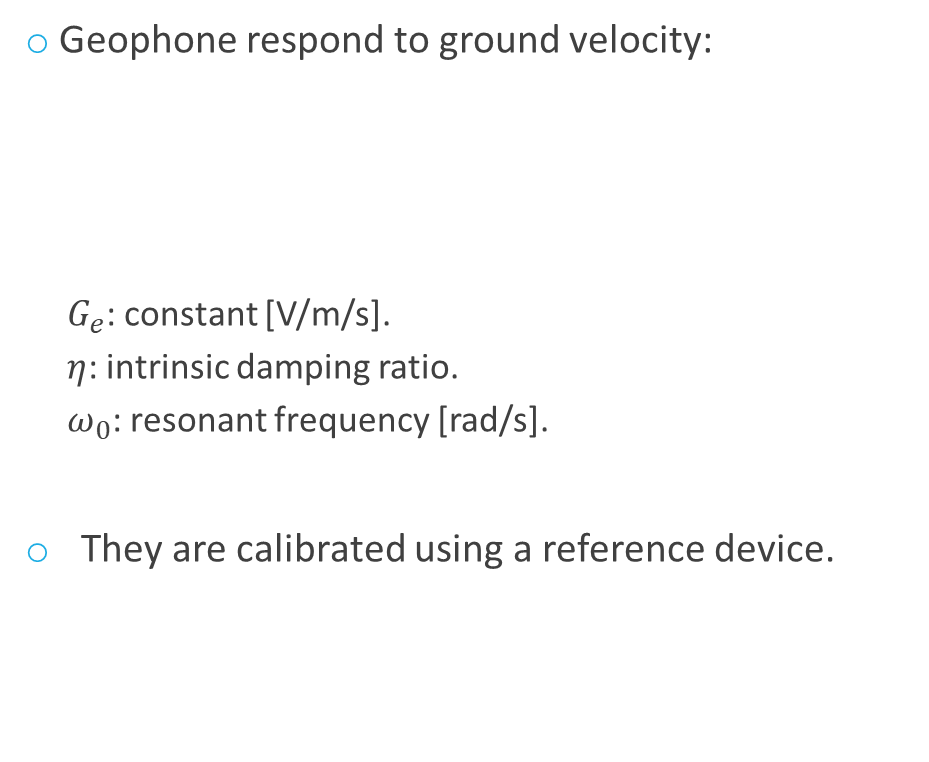 ○ Geophone respond to ground velocity:
𝐺𝑒: constant [V/m/s].
𝜂: intrinsic damping ratio.
𝜔0: resonant frequency [rad/s].
○ They are calibrated using a reference device.